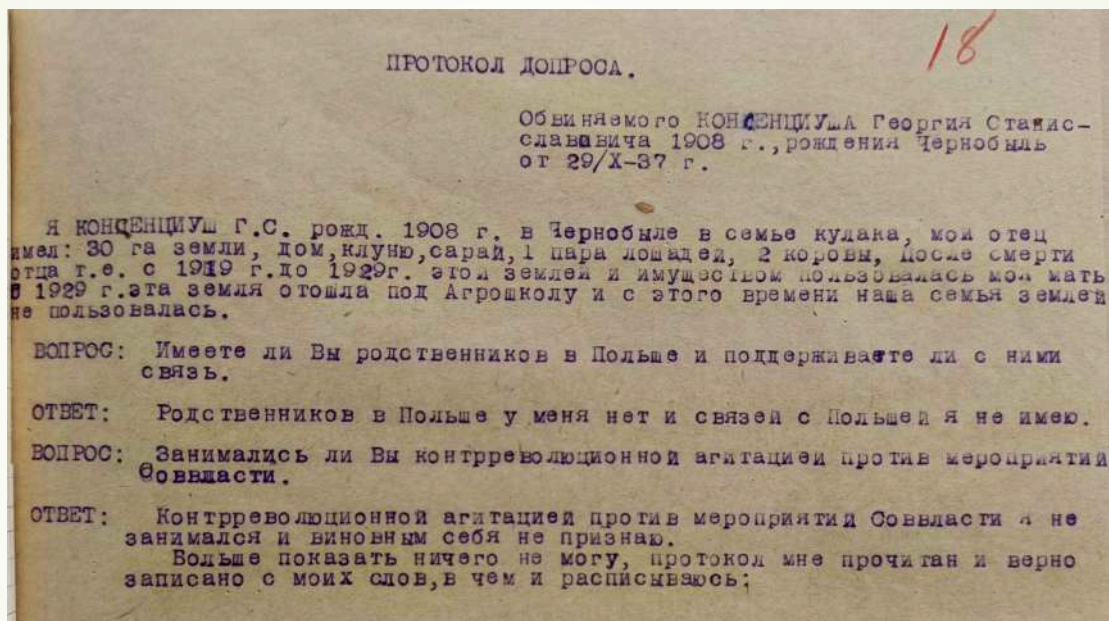 18
ПРОТОКОЛ ДОПРОСА.
Обвиняемого КОНСЕНЦИУША Георгия Станис-
славовича 1908 г.,рождения Чернобыль
от 29/X-37 г.
Я КОНСЕНЦИУШ Г.С. рожд. 1908 г. в Чернобыле в семье кулака, мой отец
имел: 30 га земли, дом,клуню,сарай,1 пара лошадей, 2 коровы, После смерти
отца т.е. с 1919 г.до 1929г. этой землей и имуществом пользовалась моя мать
в 1929 г.эта земля отошла под Агрошколу и с этого времени наша семья землей
не пользовалась.
ВОПРОС: Имеете ли Вы родственников в Польше и поддерживаете ли с ними
связь.
ОТВЕТ: Родственников в Польше у меня нет и связей с Польшей я не имею.
ВОПРОС: Занимались ли Вы контрреволюционной агитацией против мероприятий
Соввласти.
ОТВЕТ: Контрреволюционной агитацией против мероприятий Соввласти я не
занимался и виновным себя не признаю.
Больше показать ничего не могу, протокол мне прочитан и верно
записано с моих слов,в чем и расписываюсь;